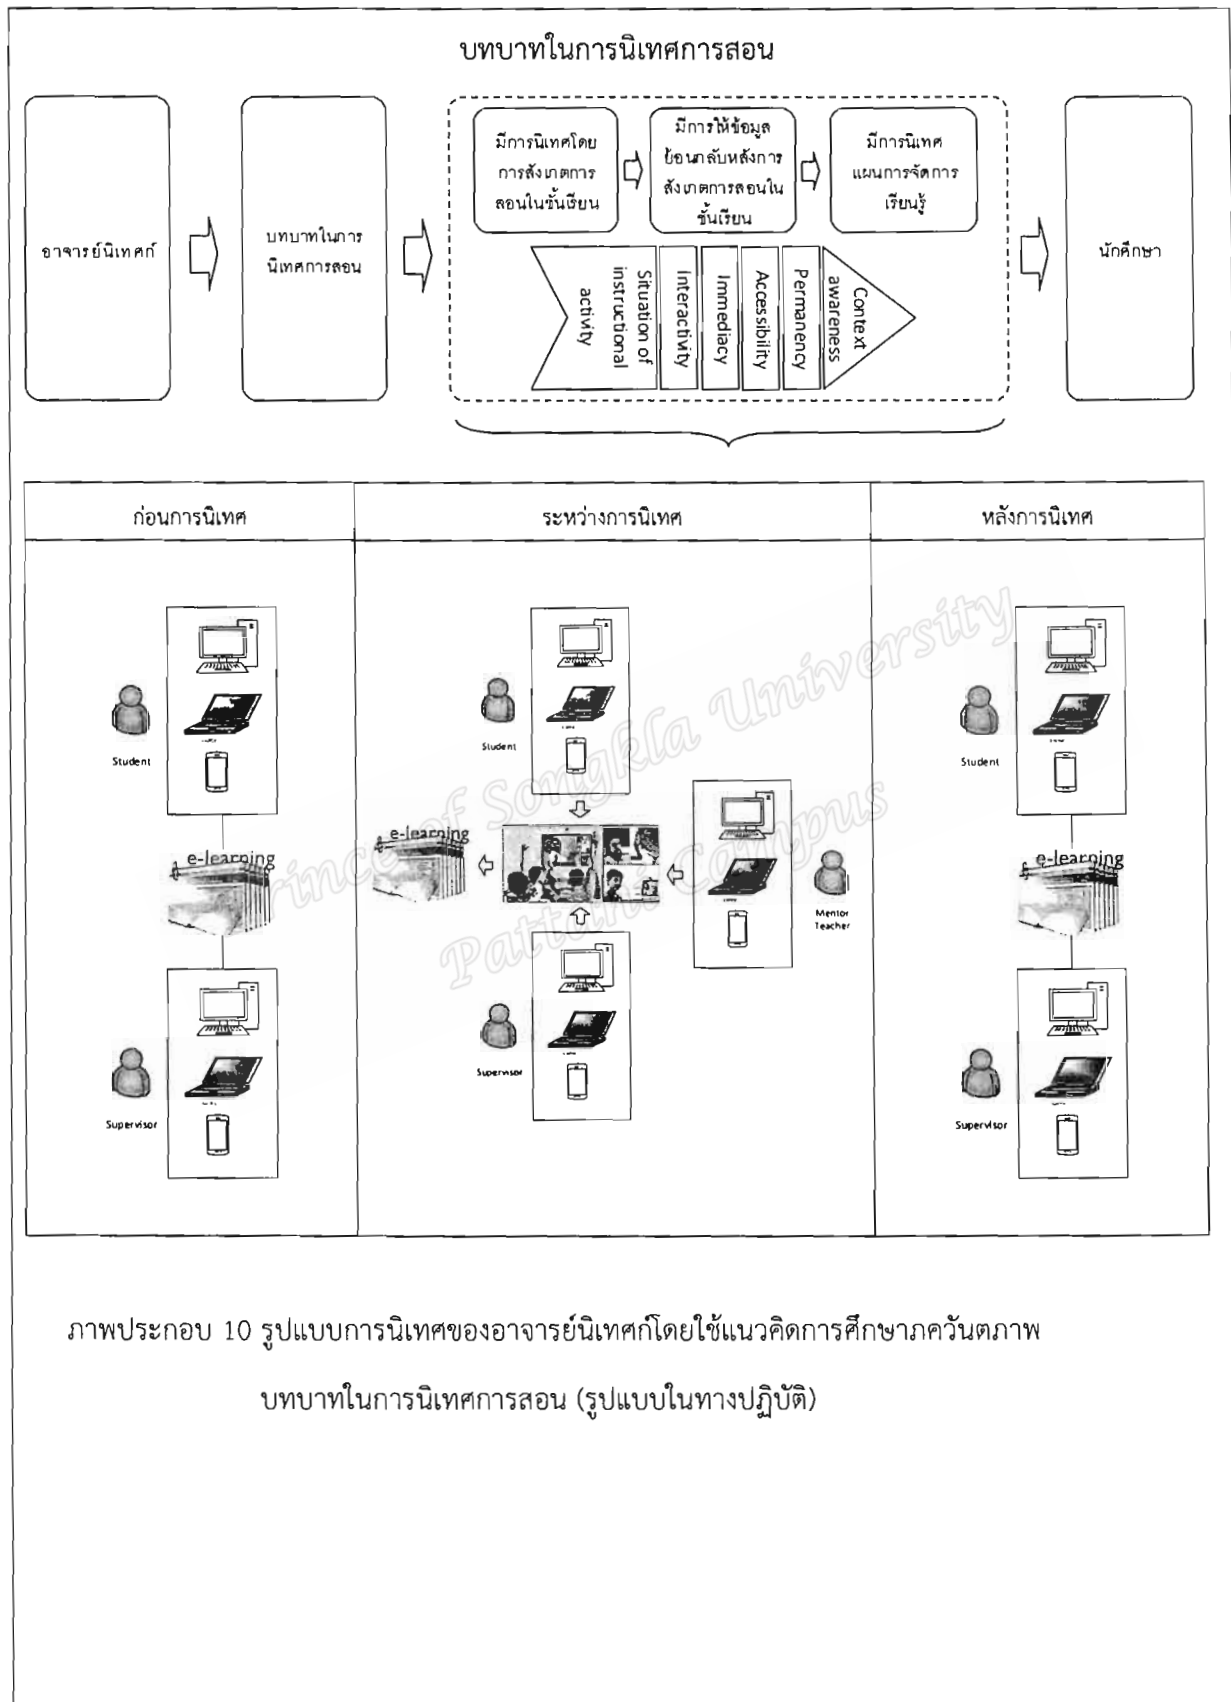 บทบาทในการนิเทศการสอน
อาจารย์นิเทศก์
บทบาทในการ
นิเทศการสอน
มีการนิเทศโดย
การสังเกตการ
สอนในชั้นเรียน
มีการให้ข้อมูล
ย้อนกลับหลังการ
สังเกตการสอนใน
ชั้นเรียน
มีการนิเทศ
แผนการจัดการ
เรียนรู้
Situation of
instructional
activity
Interactivity
Immediacy
Accessibility
Permanency
Context
awareness
นักศึกษา
ก่อนการนิเทศ
ระหว่างการนิเทศ
หลังการนิเทศ
Student
e-learning
Supervisor
Student
e-learning
Mentor
Teacher
Supervisor
Student
e-learning
Supervisor
Prince of Songkla University
Pattani Campus
ภาพประกอบ 10 รูปแบบการนิเทศของอาจารย์นิเทศก์โดยใช้แนวคิดการศึกษาภควันตภาพ
บทบาทในการนิเทศการสอน (รูปแบบในทางปฏิบัติ)